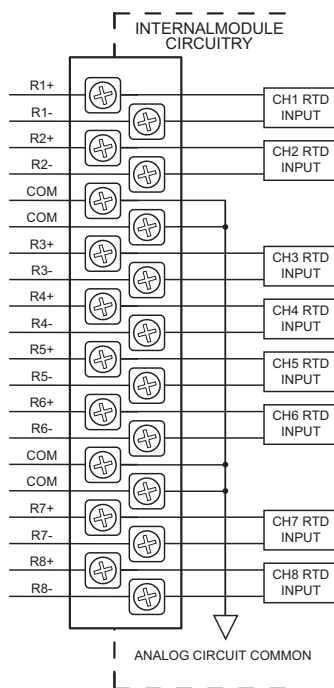 INTERNALMODULE
CIRCUITRY
R1+
R1-
CH1 RTD
INPUT
R2+
R2-
CH2 RTD
INPUT
COM
COM
R3+
R3-
CH3 RTD
INPUT
R4+
R4-
CH4 RTD
INPUT
R5+
R5-
CH5 RTD
INPUT
R6+
R6-
CH6 RTD
INPUT
COM
COM
R7+
R7-
CH7 RTD
INPUT
R8+
R8-
CH8 RTD
INPUT
ANALOG CIRCUIT COMMON